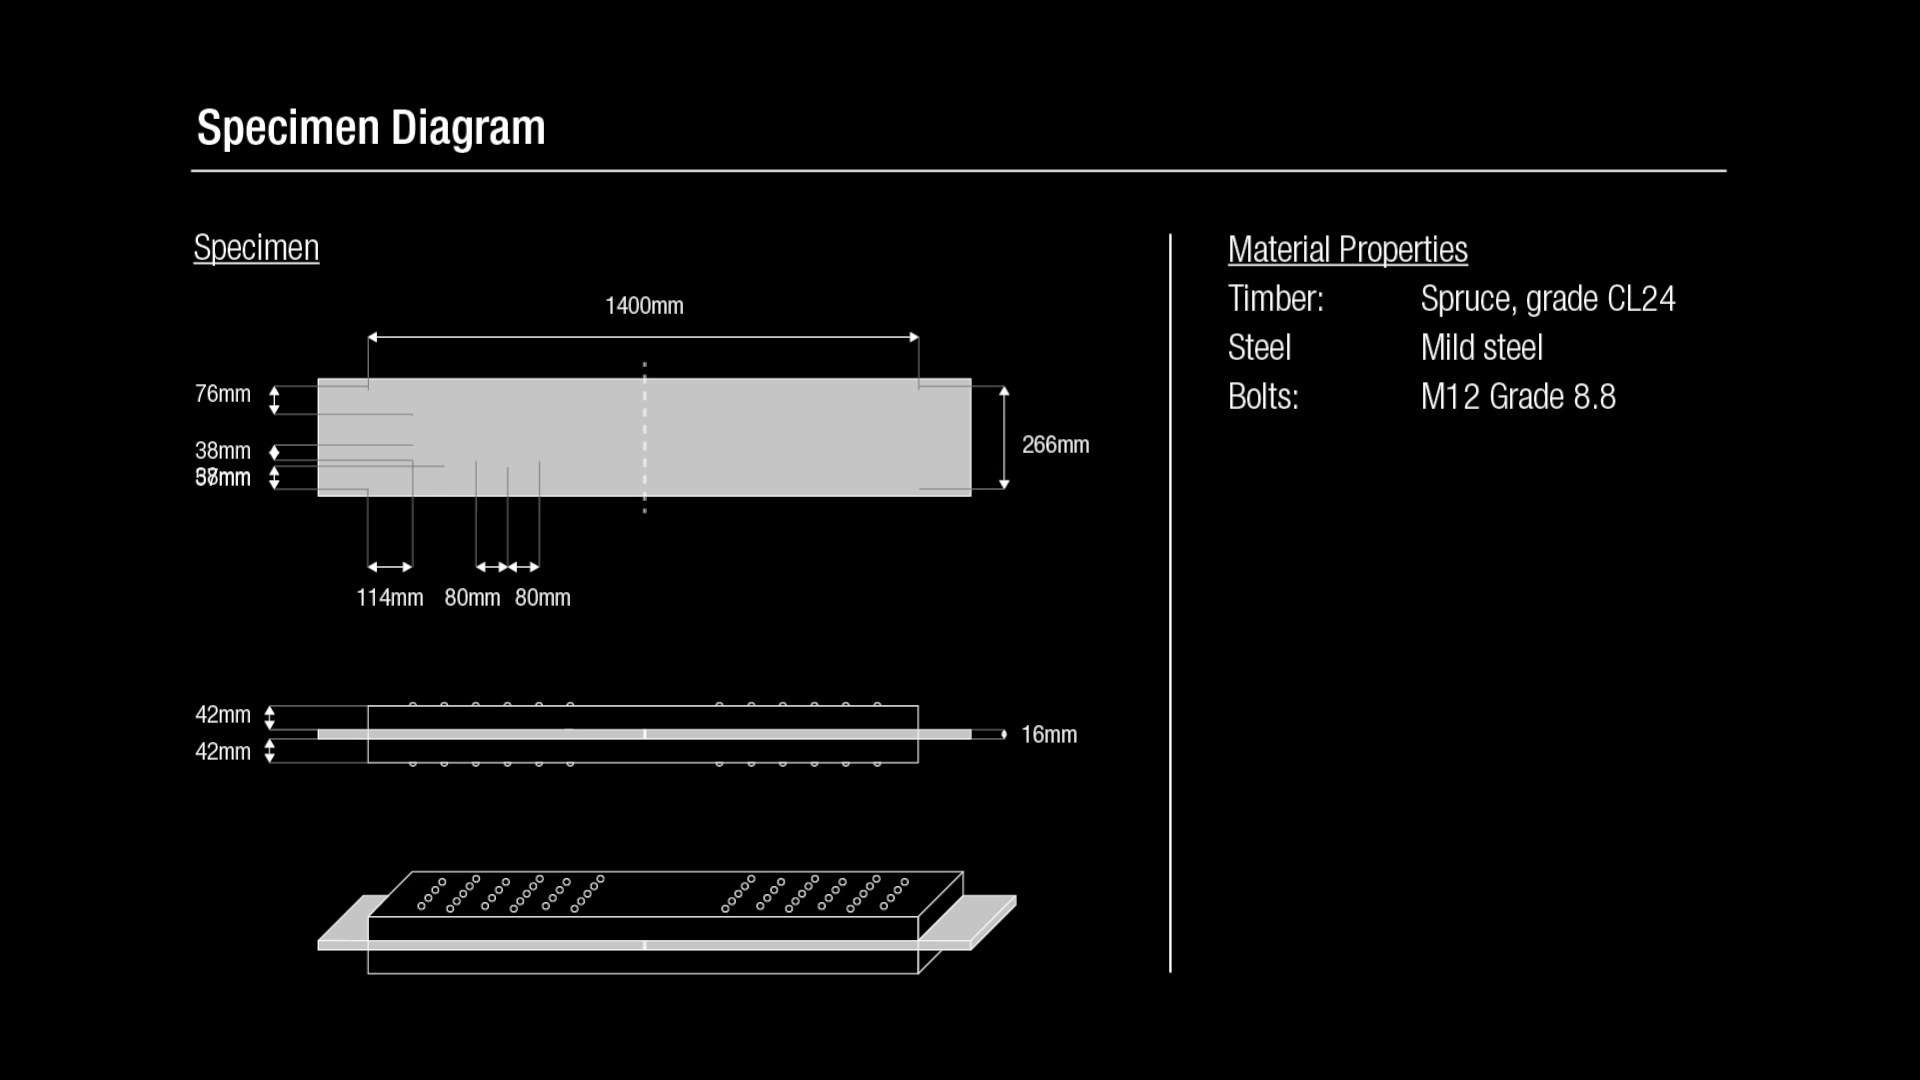 Specimen Diagram
Specimen
1400mm
76mm
38mm
266mm
114mm 80mm 80mm
42mm
42mm
16mm
Material Properties
Timber: Spruce, grade CL24
Steel Mild steel
Bolts: M12 Grade 8.8